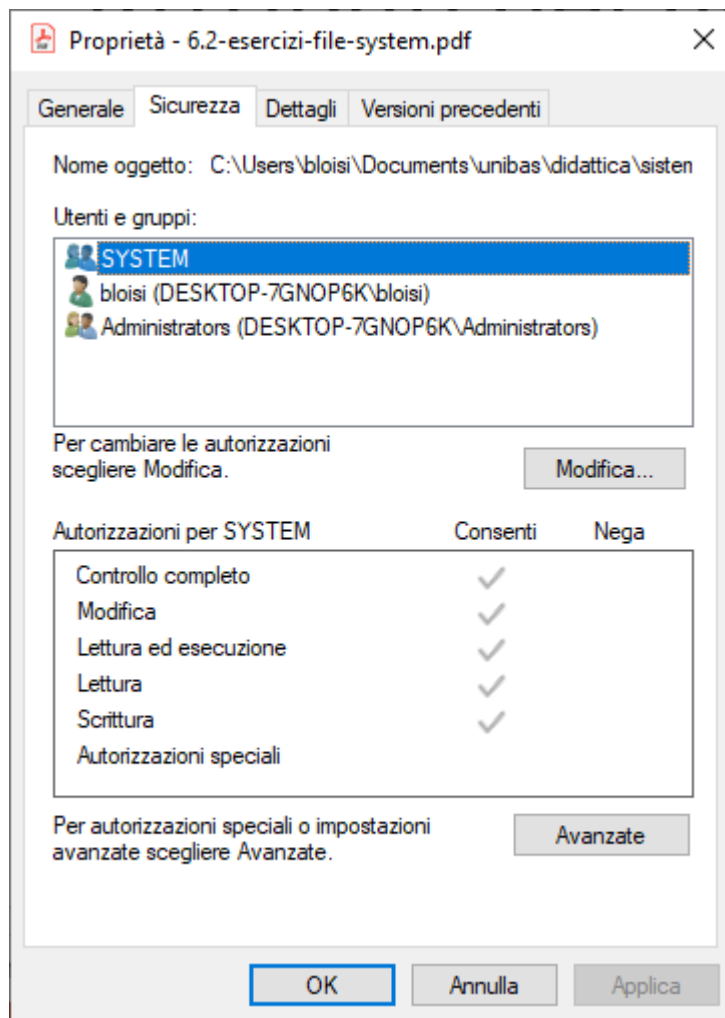 Proprietà - 6.2-esercizi-file-system.pdf
Generale Sicurezza Dettagli Versioni precedenti
Nome oggetto: C:\Users\bloisi\Documents\unibas\didattica\sisten
Utenti e gruppi:
SYSTEM
bloisi (DESKTOP-7GNOP6K\bloisi)
Administrators (DESKTOP-7GNOP6K\Administrators)
Per cambiare le autorizzazioni
scegliere Modifica.
Modifica...
Autorizzazioni per SYSTEM Consenti Nega
Controllo completo
Modifica
Lettura ed esecuzione
Lettura
Scrittura
Autorizzazioni speciali
Per autorizzazioni speciali o impostazioni
avanzate scegliere Avanzate.
Avanzate
OK Annulla Applica